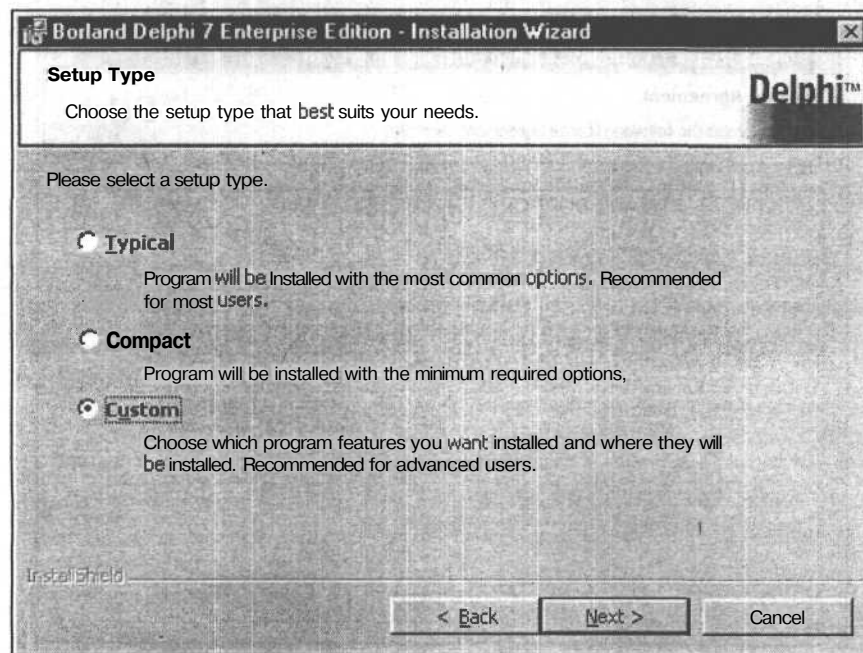 Borland Delphi 7 Enterprise Edition - Installation Wizard
Setup Type
Choose the setup type that best suits your needs.
Delphi™
Please select a setup type.
Typical
Program will be Installed with the most common options. Recommended
for most users.
Compact
Program will be installed with the minimum required options,
Custom
Choose which program features you want installed and where they will
be installed. Recommended for advanced users.
InstallShield
< Back
Next >
Cancel